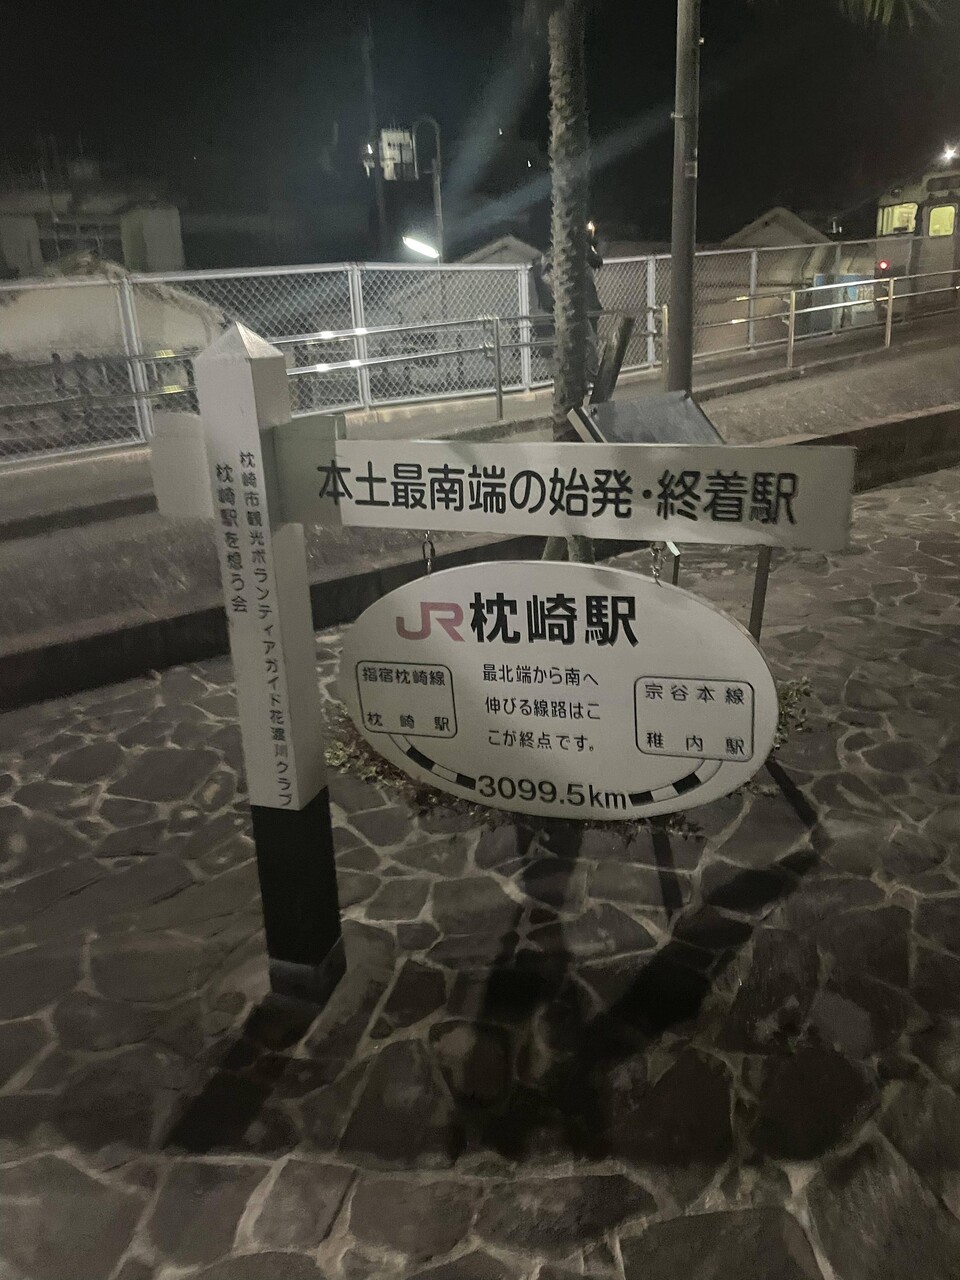 本土最南端の始発・終着駅
JR枕崎駅
最北端から南へ
伸びる線路はこ
こが終点です。
指宿枕崎線
枕崎駅
宗谷本線
稚内駅
3099.5km
枕崎市観光ボランティアガイド花渡川クラブ
枕崎駅を想う会